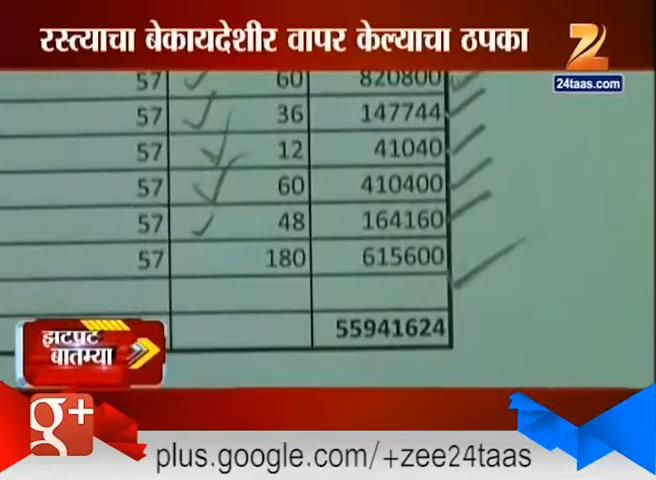 रस्त्याचा बेकायदेशीर वापर केल्याचा ठपका
24taas.com
57 60 820800
57 36 147744
57 12 41040
57 60 410400
57 48 164160
57 180 615600
55941624
झटपट
बातम्या
g+
plus.google.com/+zee24taas